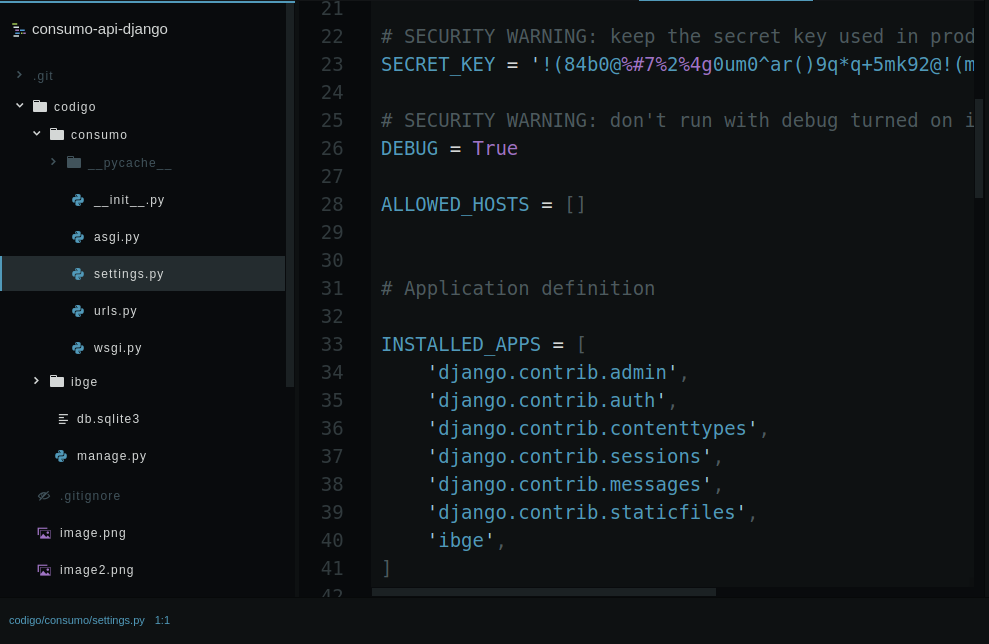 consumo-api-django
.git
codigo
consumo
__pycache__
__init__.py
asgi.py
settings.py
urls.py
wsgi.py
ibge
db.sqlite3
manage.py
.gitignore
image.png
image2.png
21
22 # SECURITY WARNING: keep the secret key used in prod
23 SECRET_KEY = '!(84b0@%#7%2%4g0um0^ar()9q*q+5mk92@!(m
24
25 # SECURITY WARNING: don't run with debug turned on i
26 DEBUG = True
27
28 ALLOWED_HOSTS = []
29
30
31 # Application definition
32
33 INSTALLED_APPS = [
34 'django.contrib.admin',
35 'django.contrib.auth',
36 'django.contrib.contenttypes',
37 'django.contrib.sessions',
38 'django.contrib.messages',
39 'django.contrib.staticfiles',
40 'ibge',
41 ]
42
codigo/consumo/settings.py 1:1